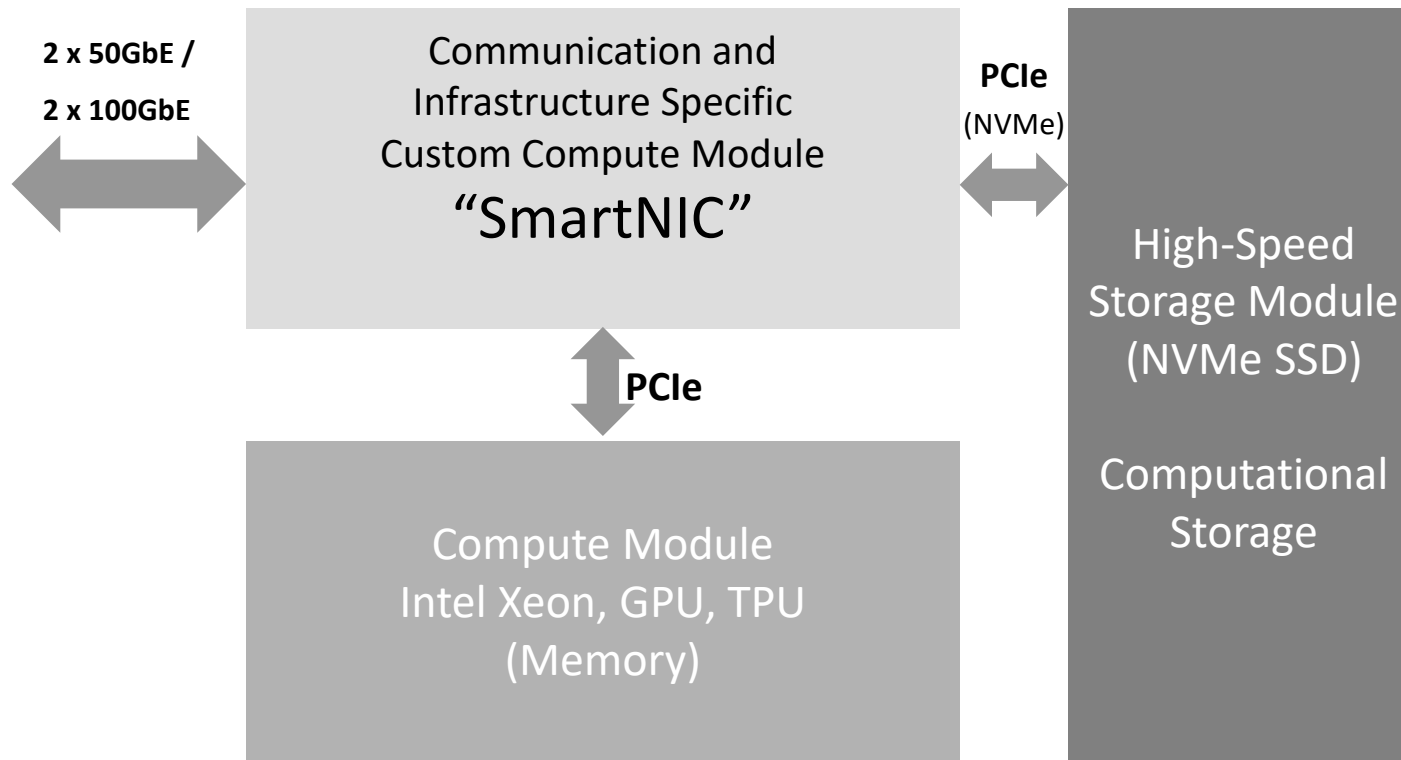 2 x 50GbE /
2 x 100GbE
Communication and
Infrastructure Specific
Custom Compute Module
“SmartNIC”
PCIe
(NVMe)
High-Speed
Storage Module
(NVMe SSD)
Computational
Storage
PCIe
Compute Module
Intel Xeon, GPU, TPU
(Memory)